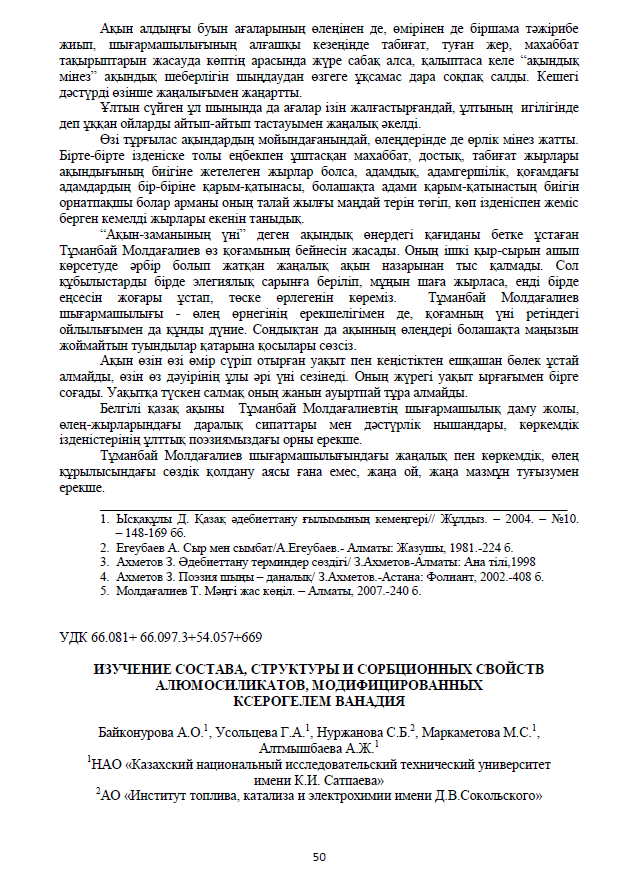 Ақын алдыңғы буын ағаларының өлеңінен де, өмірінен де біршама тәжірибе
жиып, шығармашылығының алғашқы кезеңінде табиғат, туған жер, махаббат
тақырыптарын жасауда көптің арасында жүре сабақ алса, қалыптаса келе “ақындық
мінез” ақындық шеберлігін шыңдаудан өзгеге ұқсамас дара соқпақ салды. Кешегі
дәстүрді өзінше жаңалығымен жаңартты.
Ұлтын сүйген ұл шынында да ағалар ізін жалғастырғандай, ұлтының игілігінде
деп ұққан ойларды айтып-айтып тастауымен жаңалық әкелді.
Өзі тұрғылас ақындардың мойындағанындай, өлеңдерінде де өрлік мінез жатты.
Бірте-бірте ізденіске толы еңбекпен ұштасқан махаббат, достық, табиғат жырлары
ақындығының биігіне жетелеген жырлар болса, адамдық, адамгершілік, қоғамдағы
адамдардың бір-біріне қарым-қатынасы, болашақта адами қарым-қатынастың биігін
орнатпақшы болар арманы оның талай жылғы маңдай терін төгіп, көп ізденіспен жеміс
берген кемелді жырлары екенін таныдық.
“Ақын-заманының үні” деген ақындық өнердегі қағиданы бетке ұстаған
Тұманбай Молдағалиев өз қоғамының бейнесін жасады. Оның ішкі қыр-сырын ашып
көрсетуде әрбір болып жатқан жаңалық ақын назарынан тыс қалмады. Сол
құбылыстарды бірде элегиялық сарынға беріліп, мұңын шаға жырласа, енді бірде
еңсесін жоғары ұстап, төске өрлегенін көреміз. Тұманбай Молдағалиев
шығармашылығы - өлең өрнегінің ерекшелігімен де, қоғамның үні ретіндегі
ойлылығымен да құнды дүние. Сондықтан да ақынның өлеңдері болашақта маңызын
жоймайтын туындылар қатарына қосылары сөзсіз.
Ақын өзін өзі өмір сүріп отырған уақыт пен кеңістіктен ешқашан бөлек ұстай
алмайды, өзін өз дәуірінің ұлы әрі үні сезінеді. Оның жүрегі уақыт ырғағымен бірге
соғады. Уақытқа түскен салмақ оның жанын ауыртпай тұра алмайды.
Белгілі қазақ ақыны Тұманбай Молдағалиевтің шығармашылық даму жолы,
өлең-жырларындағы даралық сипаттары мен дәстүрлік нышандары, көркемдік
ізденістерінің ұлттық поэзиямыздағы орны ерекше.
Тұманбай Молдағалиев шығармашылығындағы жаңалық пен көркемдік, өлең
құрылысындағы сөздік қолдану аясы ғана емес, жаңа ой, жаңа мазмұн туғызумен
ерекше.
1. Ысқақұлы Д. Қазақ әдебиеттану ғылымының кемеңгері// Жұлдыз. – 2004. – №10.
– 148-169 бб.
2. Егеубаев А. Сыр мен сымбат/А.Егеубаев.- Алматы: Жазушы, 1981.-224 б.
3. Ахметов З. Әдебиеттану терминдер сөздігі/ З.Ахметов-Алматы: Ана тілі,1998
4. Ахметов З. Поэзия шыңы – даналық/ З.Ахметов.-Астана: Фолиант, 2002.-408 б.
5. Молдағалиев Т. Мәңгі жас көңіл. – Алматы, 2007.-240 б.
УДК 66.081+ 66.097.3+54.057+669
ИЗУЧЕНИЕ СОСТАВА, СТРУКТУРЫ И СОРБЦИОННЫХ СВОЙСТВ
АЛЮМОСИЛИКАТОВ, МОДИФИЦИРОВАННЫХ
КСЕРОГЕЛЕМ ВАНАДИЯ
Байконурова А.О.¹, Усольцева Г.А.¹, Нуржанова С.Б.², Маркаметова М.С.¹,
Алтмышбаева А.Ж.¹
¹НАО «Казахский национальный исследовательский технический университет
имени К.И. Сатпаева»
²АО «Институт топлива, катализа и электрохимии имени Д.В.Сокольского»
50